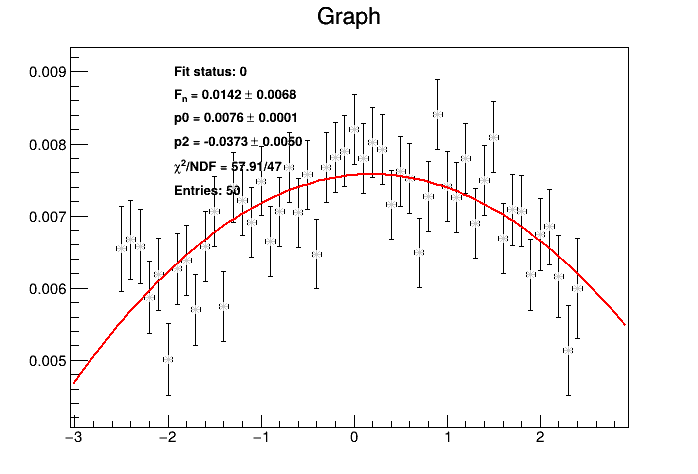 Graph
Fit status: 0
Fn = 0.0142 ± 0.0068
p0 = 0.0076 ± 0.0001
p2 = -0.0373 ± 0.0050
χ²/NDF = 57.91/47
Entries: 50
0.009
0.008
0.007
0.006
0.005
−3 −2 −1 0 1 2